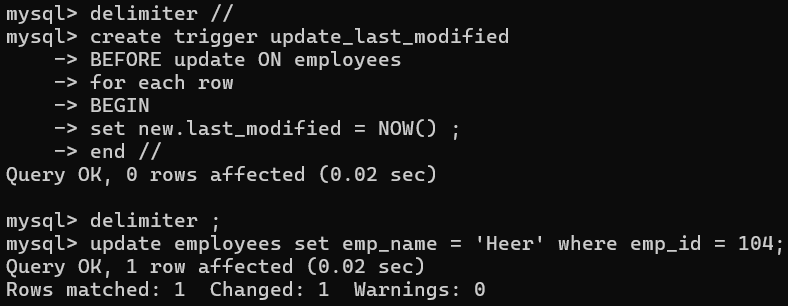 mysql> delimiter //
mysql> create trigger update_last_modified
    -> BEFORE update ON employees
    -> for each row
    -> BEGIN
    -> set new.last_modified = NOW() ;
    -> end //
Query OK, 0 rows affected (0.02 sec)

mysql> delimiter ;
mysql> update employees set emp_name = 'Heer' where emp_id = 104;
Query OK, 1 row affected (0.02 sec)
Rows matched: 1  Changed: 1  Warnings: 0